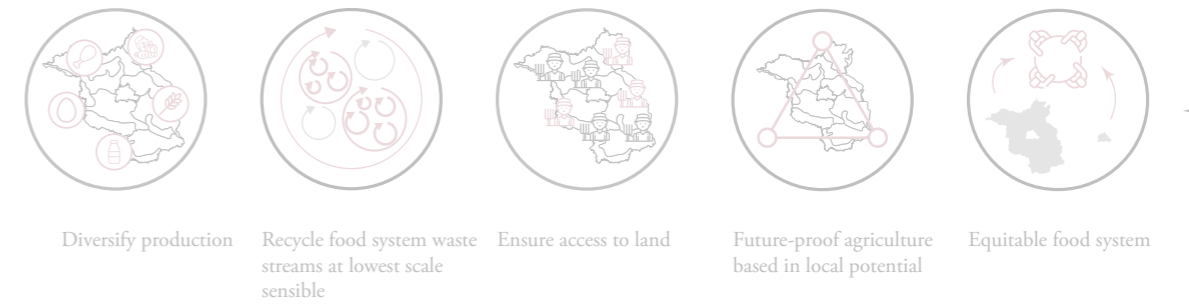 Diversify production
Recycle food system waste
streams at lowest scale
sensible
Ensure access to land
Future-proof agriculture
based in local potential
Equitable food system